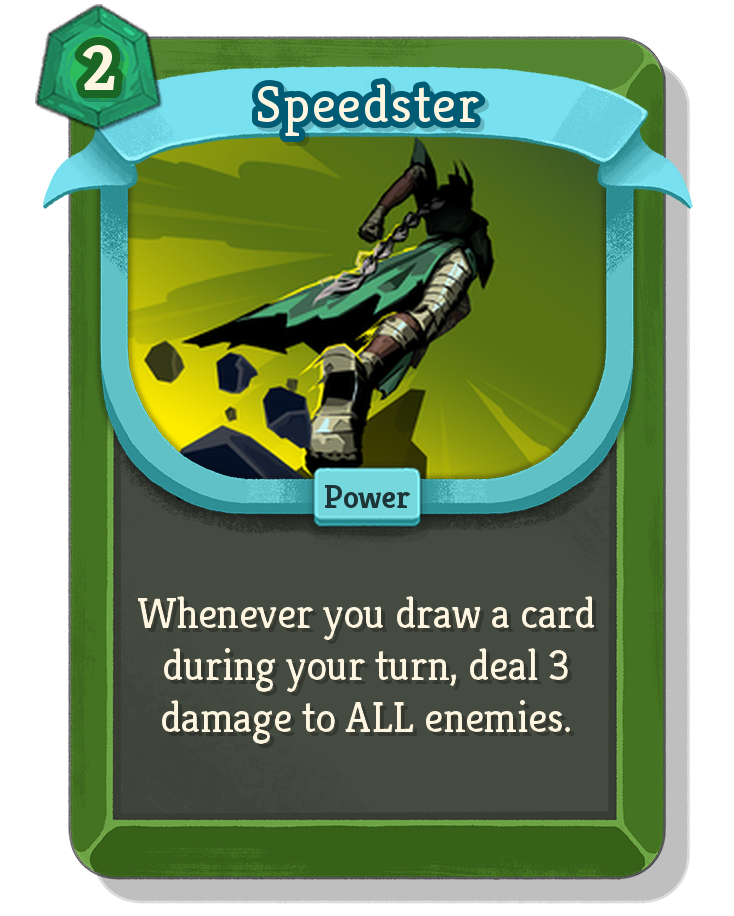 2
Speedster
Power
Whenever you draw a card
during your turn, deal 3
damage to ALL enemies.